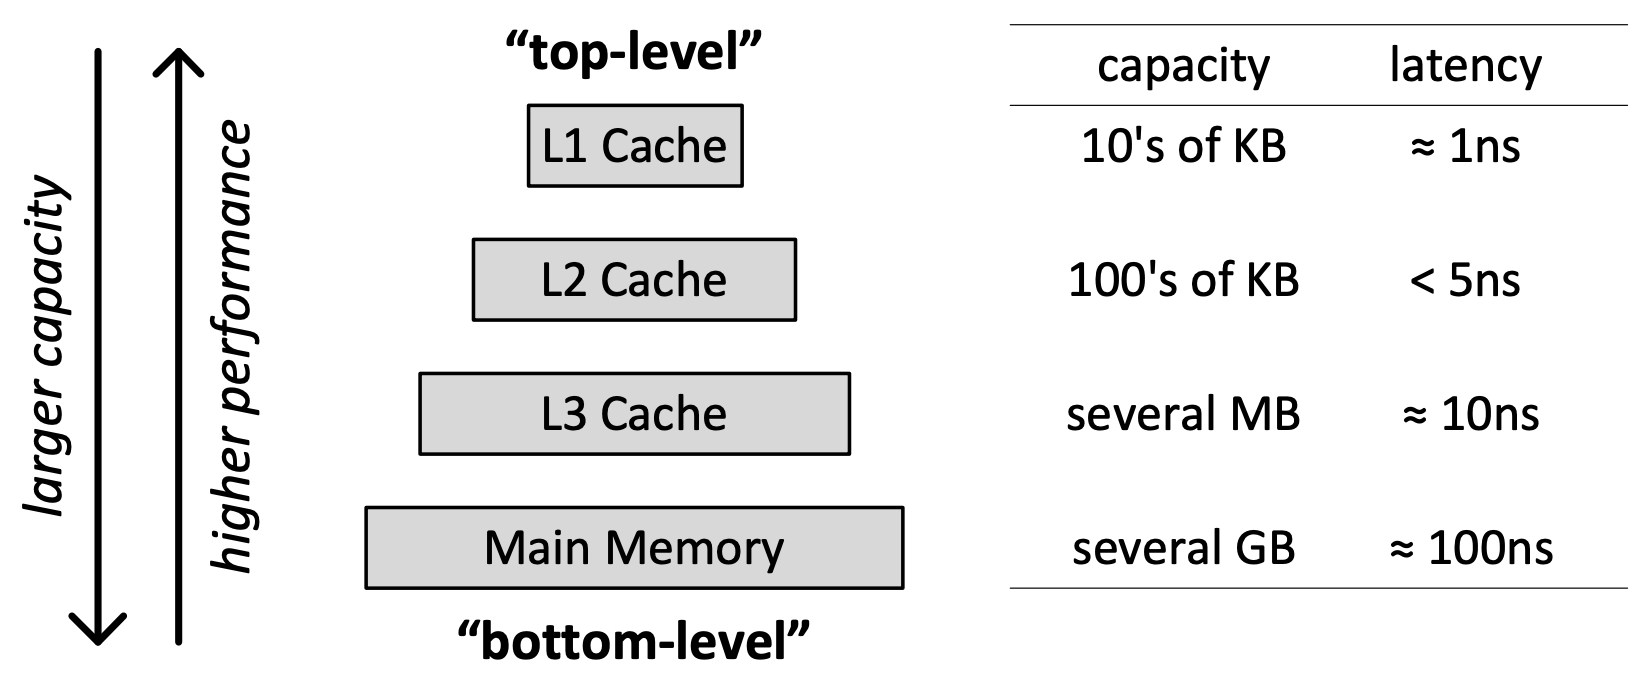 larger capacity
higher performance
“top-level”
L1 Cache
L2 Cache
L3 Cache
Main Memory
“bottom-level”
capacity latency
10's of KB ≈ 1ns
100's of KB < 5ns
several MB ≈ 10ns
several GB ≈ 100ns